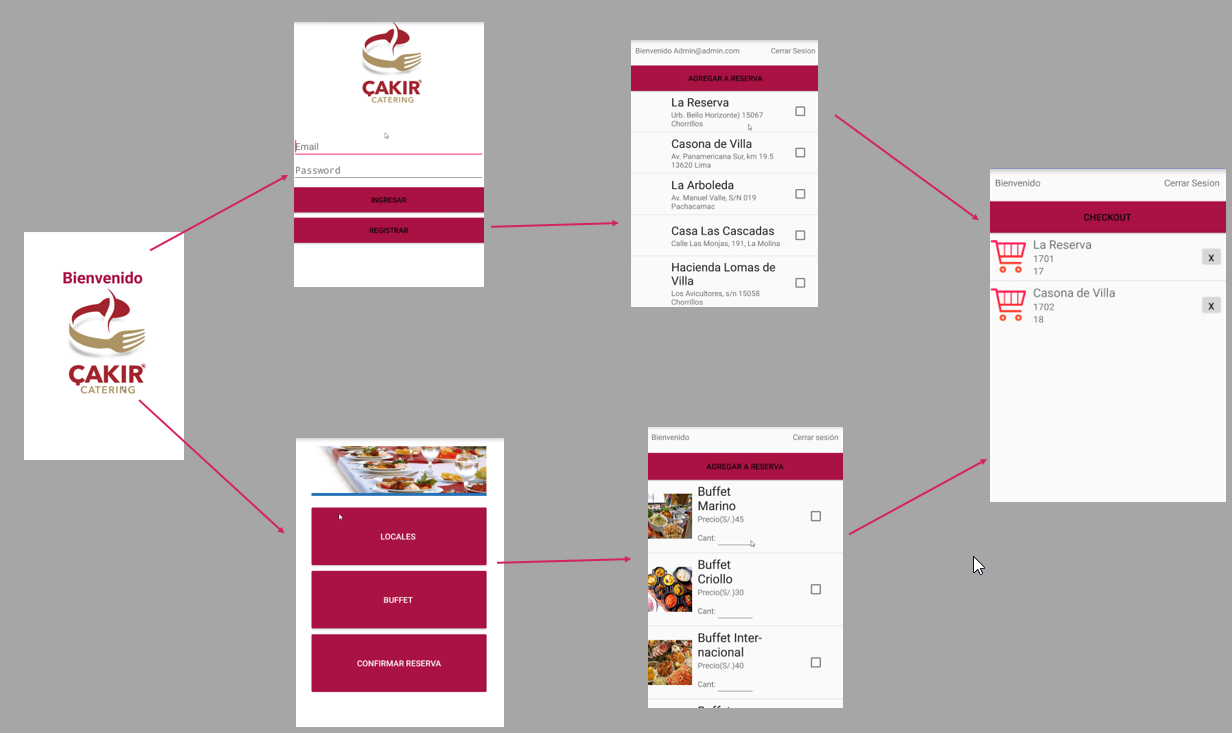 Bienvenido
ÇAKIR
CATERING
ÇAKIR
CATERING
Email
Password
INGRESAR
REGISTRAR
Bienvenido Admin@admin.com Cerrar Sesion
AGREGAR A RESERVA
La Reserva
Urb. Bello Horizonte) 15067
Chorrillos
Casona de Villa
Av. Panamericana Sur, km 19.5
13620 Lima
La Arboleda
Av. Manuel Valle, S/N 019
Pachacamac
Casa Las Cascadas
Calle Las Monjas, 191, La Molina
Hacienda Lomas de
Villa
Los Avicultores, s/n 15058
Chorrillos
LOCALES
BUFFET
CONFIRMAR RESERVA
Bienvenido Cerrar sesión
AGREGAR A RESERVA
Buffet
Marino
Precio(S/.)45
Cant:
Buffet
Criollo
Precio(S/.)30
Cant:
Buffet Inter-
nacional
Precio(S/.)40
Cant:
Bienvenido Cerrar Sesion
CHECKOUT
La Reserva
1701
17
X
Casona de Villa
1702
18
X